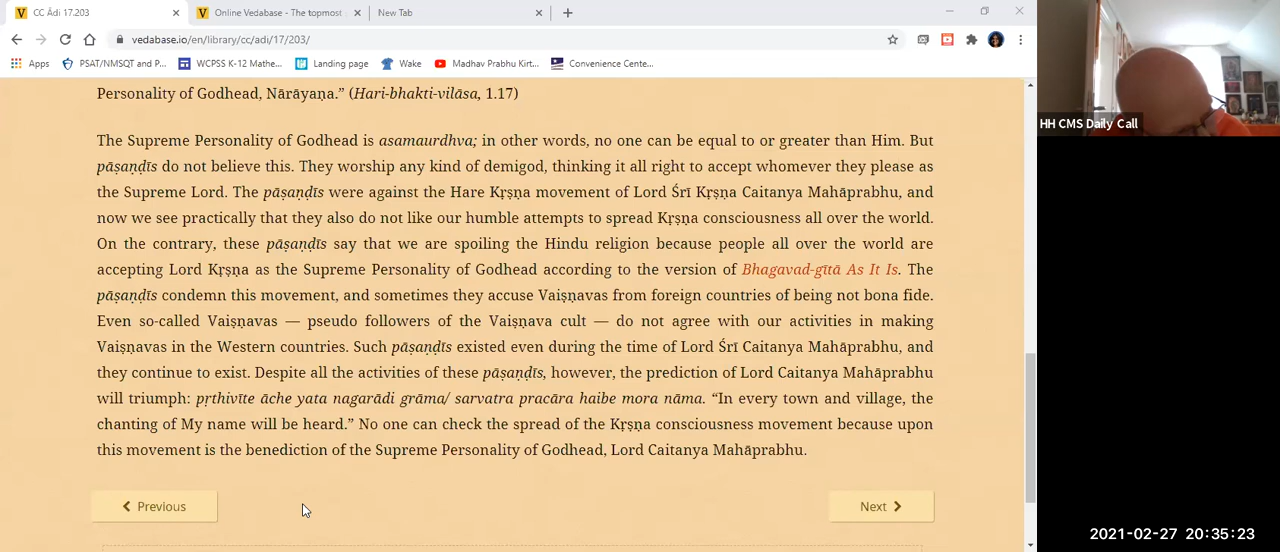 CC Ādi 17.203
Online Vedabase - The topmost
New Tab
vedabase.io/en/library/cc/adi/17/203/
Apps PSAT/NMSQT and P... WCPSS K-12 Mathe... Landing page Wake Madhav Prabhu Kirt... Convenience Cente...
Personality of Godhead, Nārāyaṇa.” (Hari-bhakti-vilāsa, 1.17)
The Supreme Personality of Godhead is asamaurdhva; in other words, no one can be equal to or greater than Him. But
pāṣaṇḍīs do not believe this. They worship any kind of demigod, thinking it all right to accept whomever they please as
the Supreme Lord. The pāṣaṇḍīs were against the Hare Kṛṣṇa movement of Lord Śrī Kṛṣṇa Caitanya Mahāprabhu, and
now we see practically that they also do not like our humble attempts to spread Kṛṣṇa consciousness all over the world.
On the contrary, these pāṣaṇḍīs say that we are spoiling the Hindu religion because people all over the world are
accepting Lord Kṛṣṇa as the Supreme Personality of Godhead according to the version of Bhagavad-gītā As It Is. The
pāṣaṇḍīs condemn this movement, and sometimes they accuse Vaiṣṇavas from foreign countries of being not bona fide.
Even so-called Vaiṣṇavas — pseudo followers of the Vaiṣṇava cult — do not agree with our activities in making
Vaiṣṇavas in the Western countries. Such pāṣaṇḍīs existed even during the time of Lord Śrī Caitanya Mahāprabhu, and
they continue to exist. Despite all the activities of these pāṣaṇḍīs, however, the prediction of Lord Caitanya Mahāprabhu
will triumph: pṛthivīte āche yata nagarādi grāma/ sarvatra pracāra haibe mora nāma. “In every town and village, the
chanting of My name will be heard.” No one can check the spread of the Kṛṣṇa consciousness movement because upon
this movement is the benediction of the Supreme Personality of Godhead, Lord Caitanya Mahāprabhu.
Previous
Next
HH CMS Daily Call
2021-02-27 20:35:23